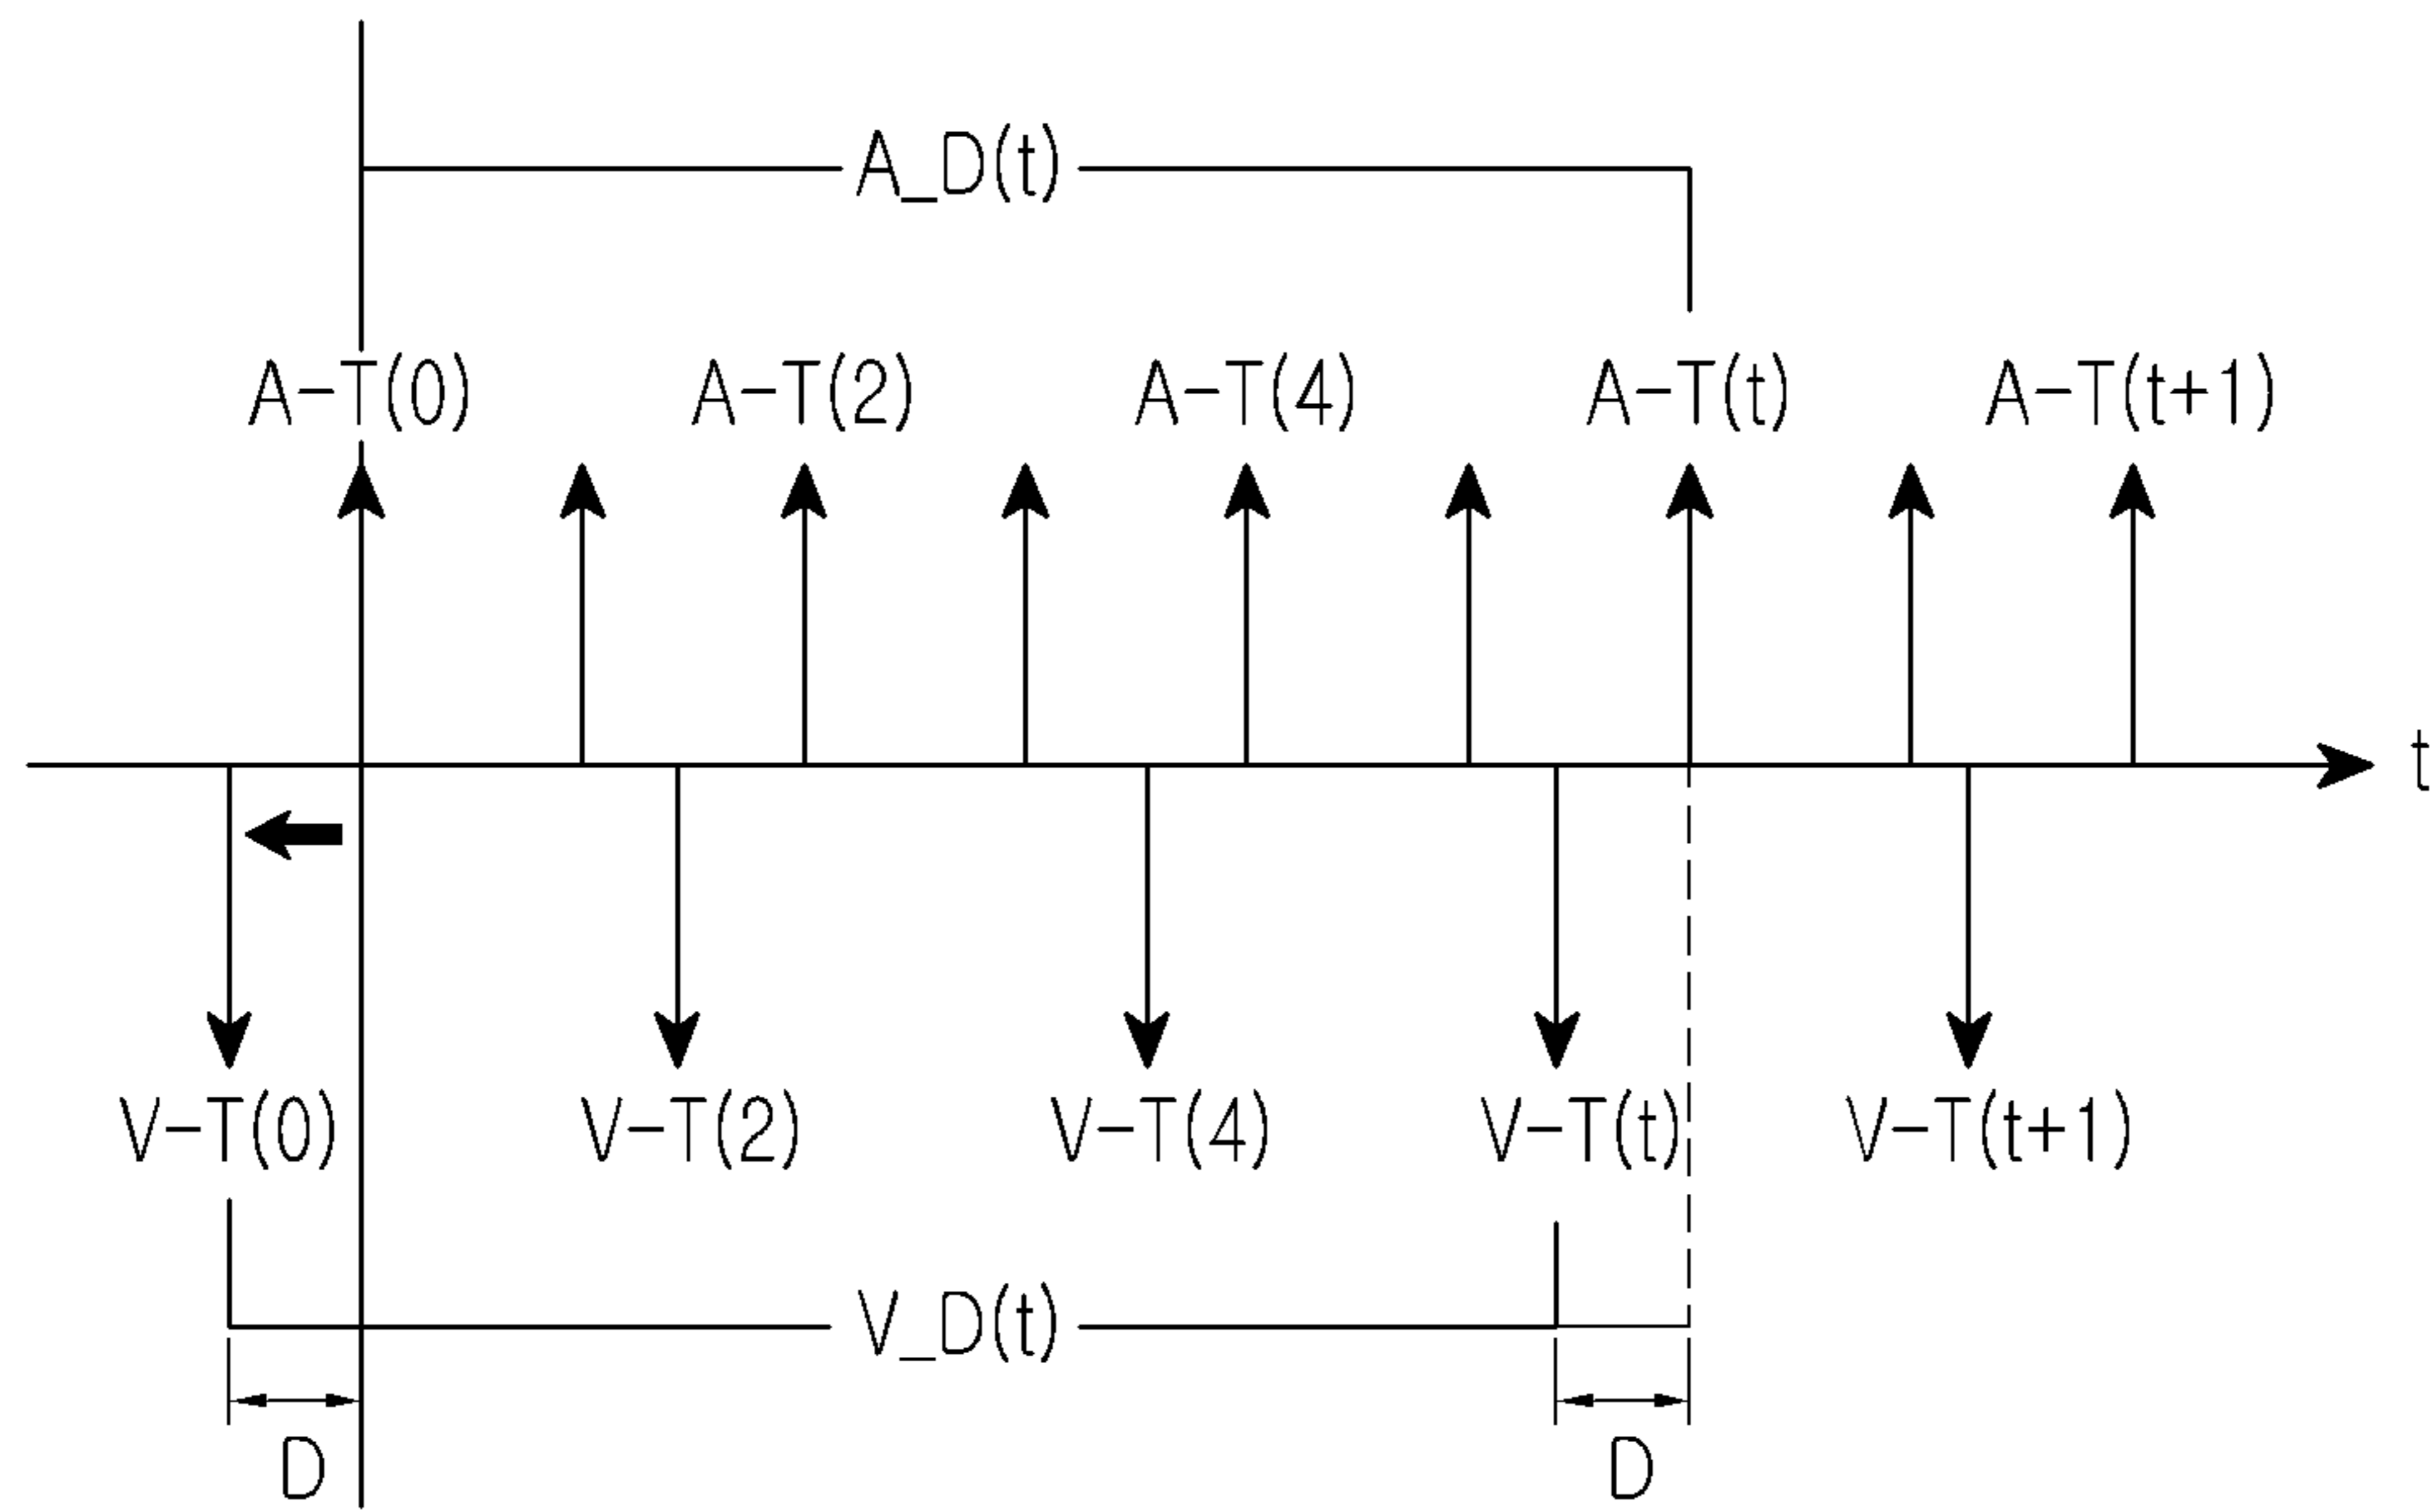 A_D(t)
A-T(0) A-T(2) A-T(4) A-T(t) A-T(t+1)
t
V-T(0) V-T(2) V-T(4) V-T(t) V-T(t+1)
V_D(t)
D D